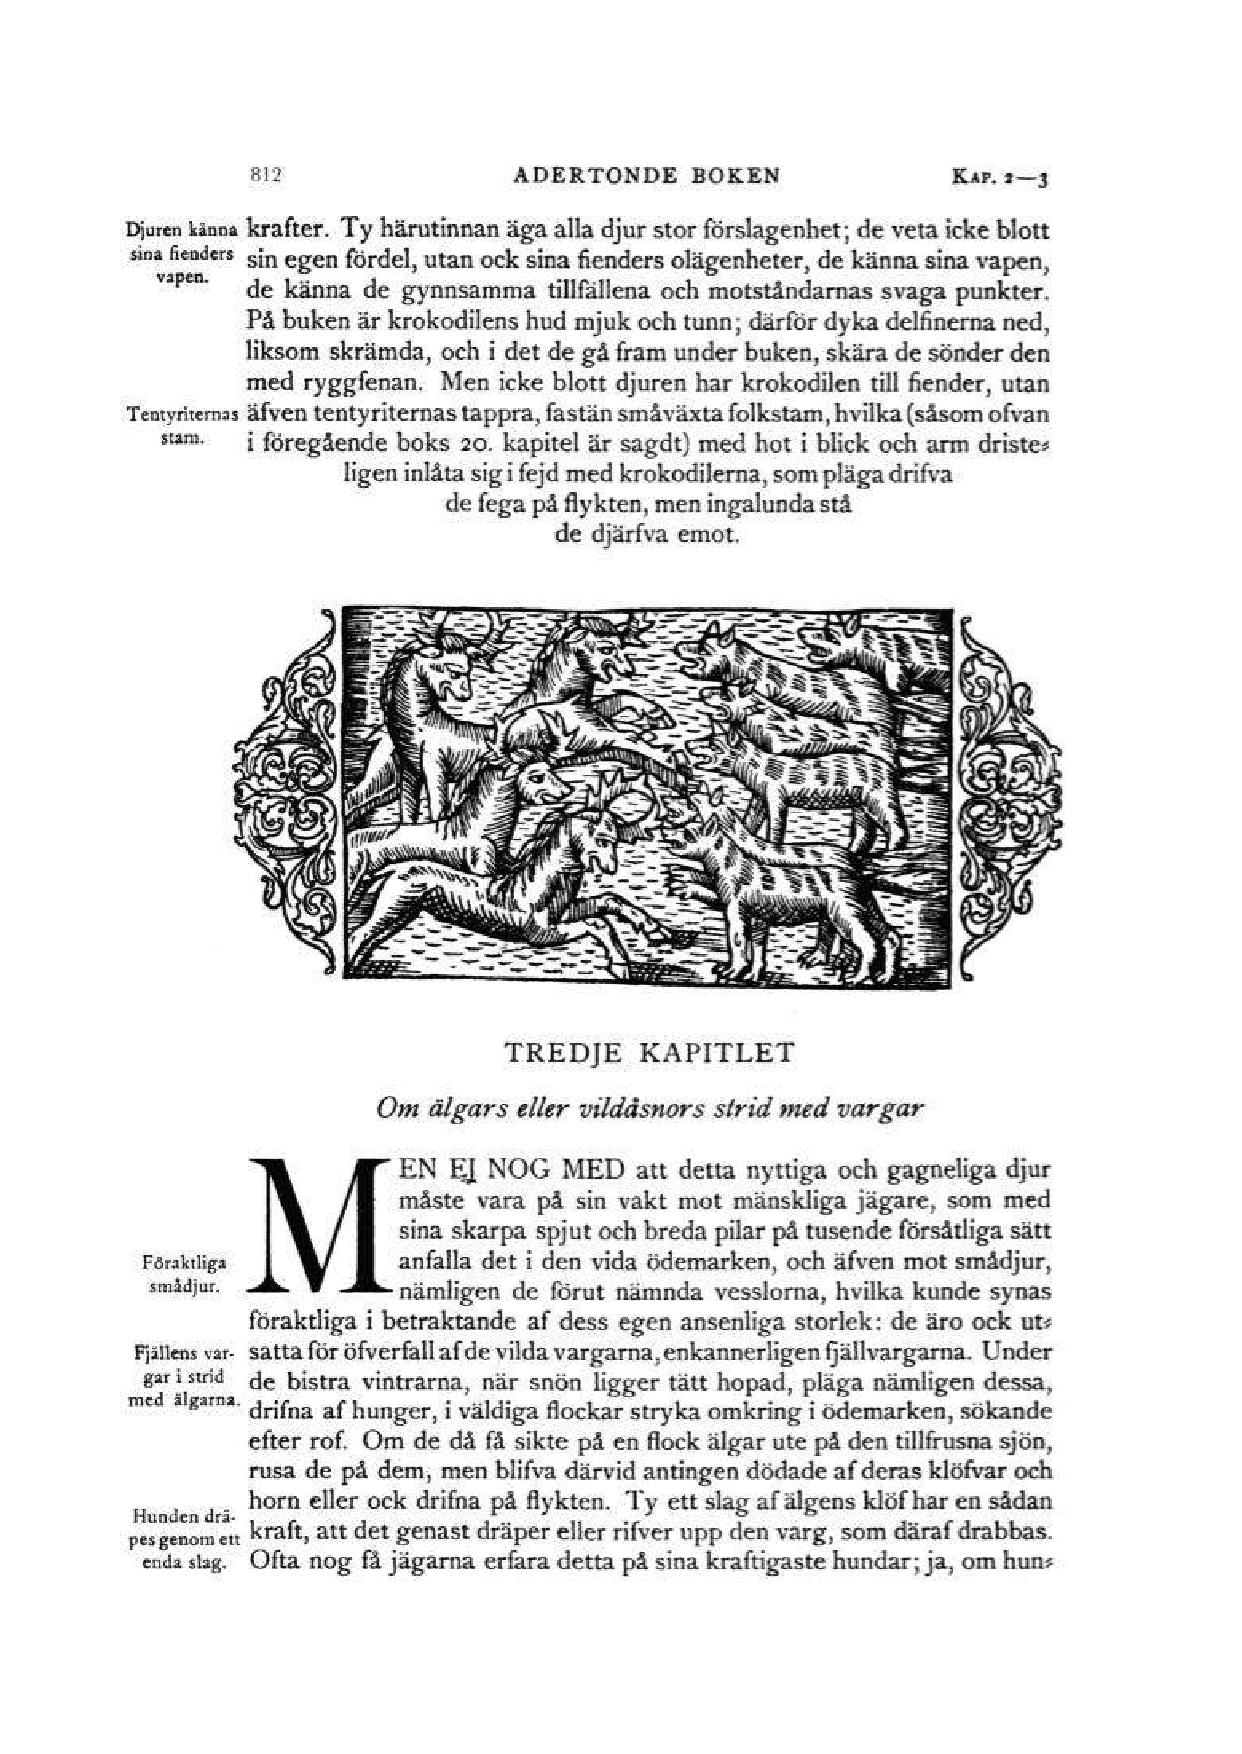 812 ADERTONDE BOKEN KAP. 2—3
Djuren känna
sina fienders
vapen.
krafter. Ty härutinnan äga alla djur stor förslagenhet; de veta icke blott
sin egen fördel, utan ock sina fienders olägenheter, de känna sina vapen,
de känna de gynnsamma tillfällena och motståndarnas svaga punkter.
På buken är krokodilens hud mjuk och tunn; därför dyka delfinerna ned,
liksom skrämda, och i det de gå fram under buken, skära de sönder den
med ryggfenan. Men icke blott djuren har krokodilen till fiender, utan
Tentyriternas
stam.
äfven tentyriternas tappra, fastän småväxta folkstam, hvilka (såsom ofvan
i föregående boks 20. kapitel är sagdt) med hot i blick och arm driste-
ligen inlåta sig i fejd med krokodilerna, som pläga drifva
de fega på flykten, men ingalunda stå
de djärfva emot.
TREDJE KAPITLET
Om älgars eller vildåsnors strid med vargar
MEN EJ NOG MED att detta nyttiga och gagneliga djur
måste vara på sin vakt mot mänskliga jägare, som med
sina skarpa spjut och breda pilar på tusende försåtliga sätt
Föraktliga
smådjur.
anfalla det i den vida ödemarken, och äfven mot smådjur,
nämligen de förut nämnda vesslorna, hvilka kunde synas
föraktliga i betraktande af dess egen ansenliga storlek: de äro ock ut-
Fjällens var-
gar i strid
med älgarna.
satta för öfverfall af de vilda vargarna, enkannerligen fjällvargarna. Under
de bistra vintrarna, när snön ligger tätt hopad, pläga nämligen dessa,
drifna af hunger, i väldiga flockar stryka omkring i ödemarken, sökande
efter rof. Om de då få sikte på en flock älgar ute på den tillfrusna sjön,
rusa de på dem, men blifva därvid antingen dödade af deras klöfvar och
horn eller ock drifna på flykten. Ty ett slag af älgens klöf har en sådan
Hunden drä-
pes genom ett
enda slag.
kraft, att det genast dräper eller rifver upp den varg, som däraf drabbas.
Ofta nog få jägarna erfara detta på sina kraftigaste hundar; ja, om hun-